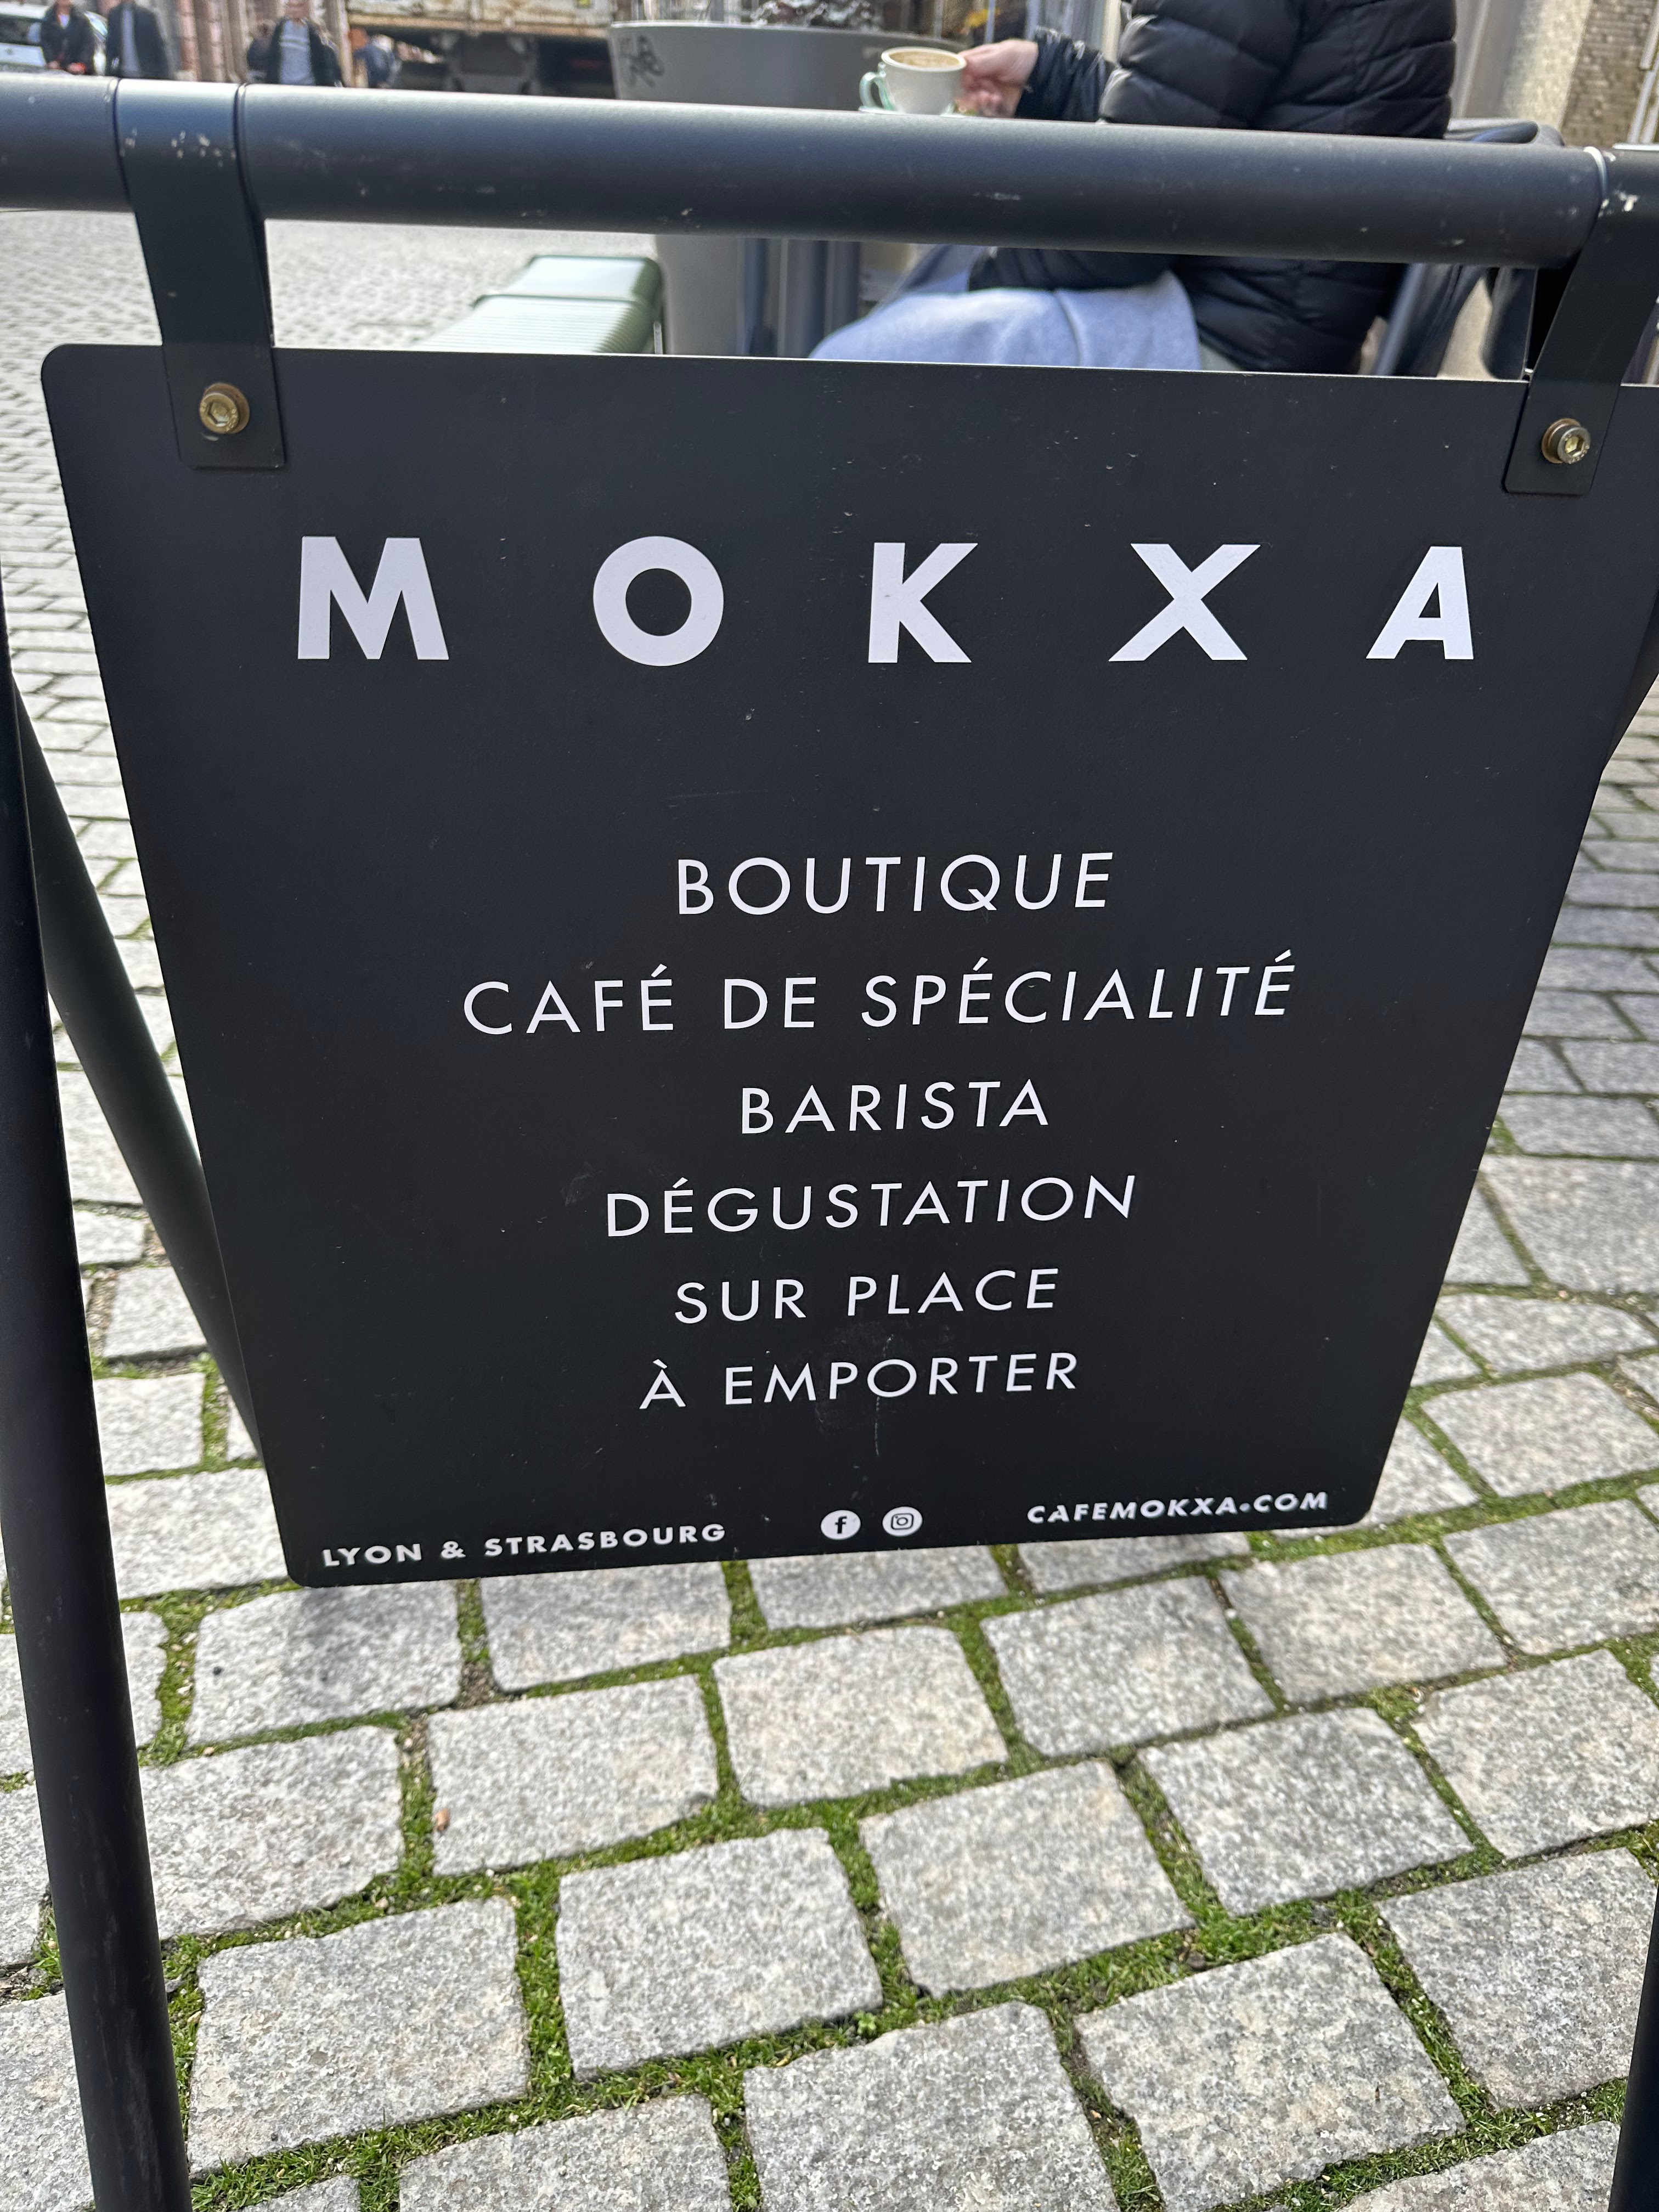 MOKXA
BOUTIQUE
CAFÉ DE SPÉCIALITÉ
BARISTA
DÉGUSTATION
SUR PLACE
À EMPORTER
LYON & STRASBOURG
CAFEMOKXA.COM